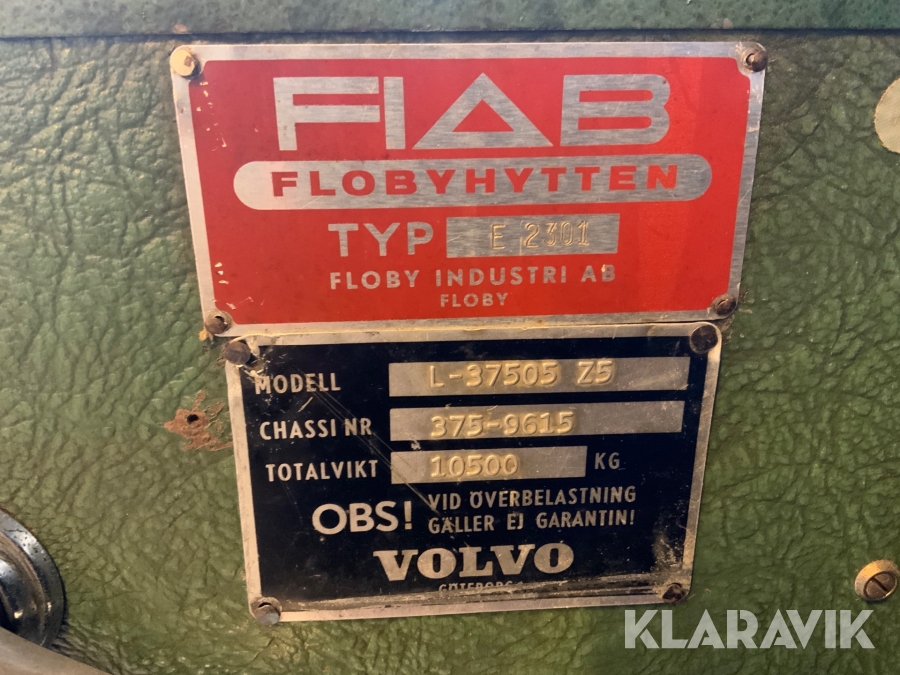 FIAB
FLOBYHYTTEN
TYP E 2301
FLOBY INDUSTRI AB
FLOBY
MODELL L-37505 Z5
CHASSI NR 375-9615
TOTALVIKT 10500 KG
OBS! VID ÖVERBELASTNING
GÄLLER EJ GARANTIN!
VOLVO
GÖTEBORG
KLARAVIK